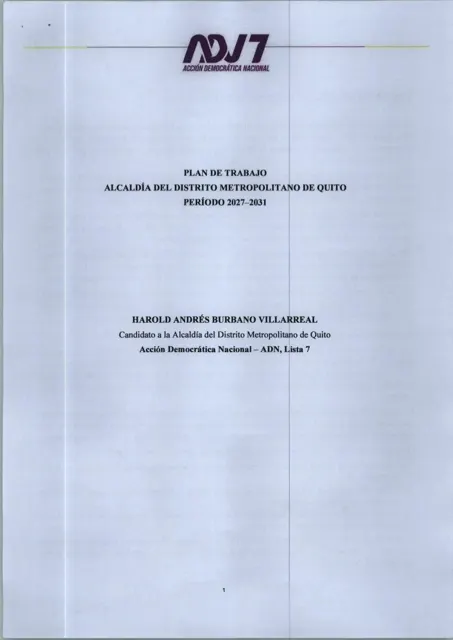 ADN 7
ACCIÓN DEMOCRÁTICA NACIONAL
PLAN DE TRABAJO
ALCALDÍA DEL DISTRITO METROPOLITANO DE QUITO
PERÍODO 2027–2031
HAROLD ANDRÉS BURBANO VILLARREAL
Candidato a la Alcaldía del Distrito Metropolitano de Quito
Acción Democrática Nacional – ADN, Lista 7
1